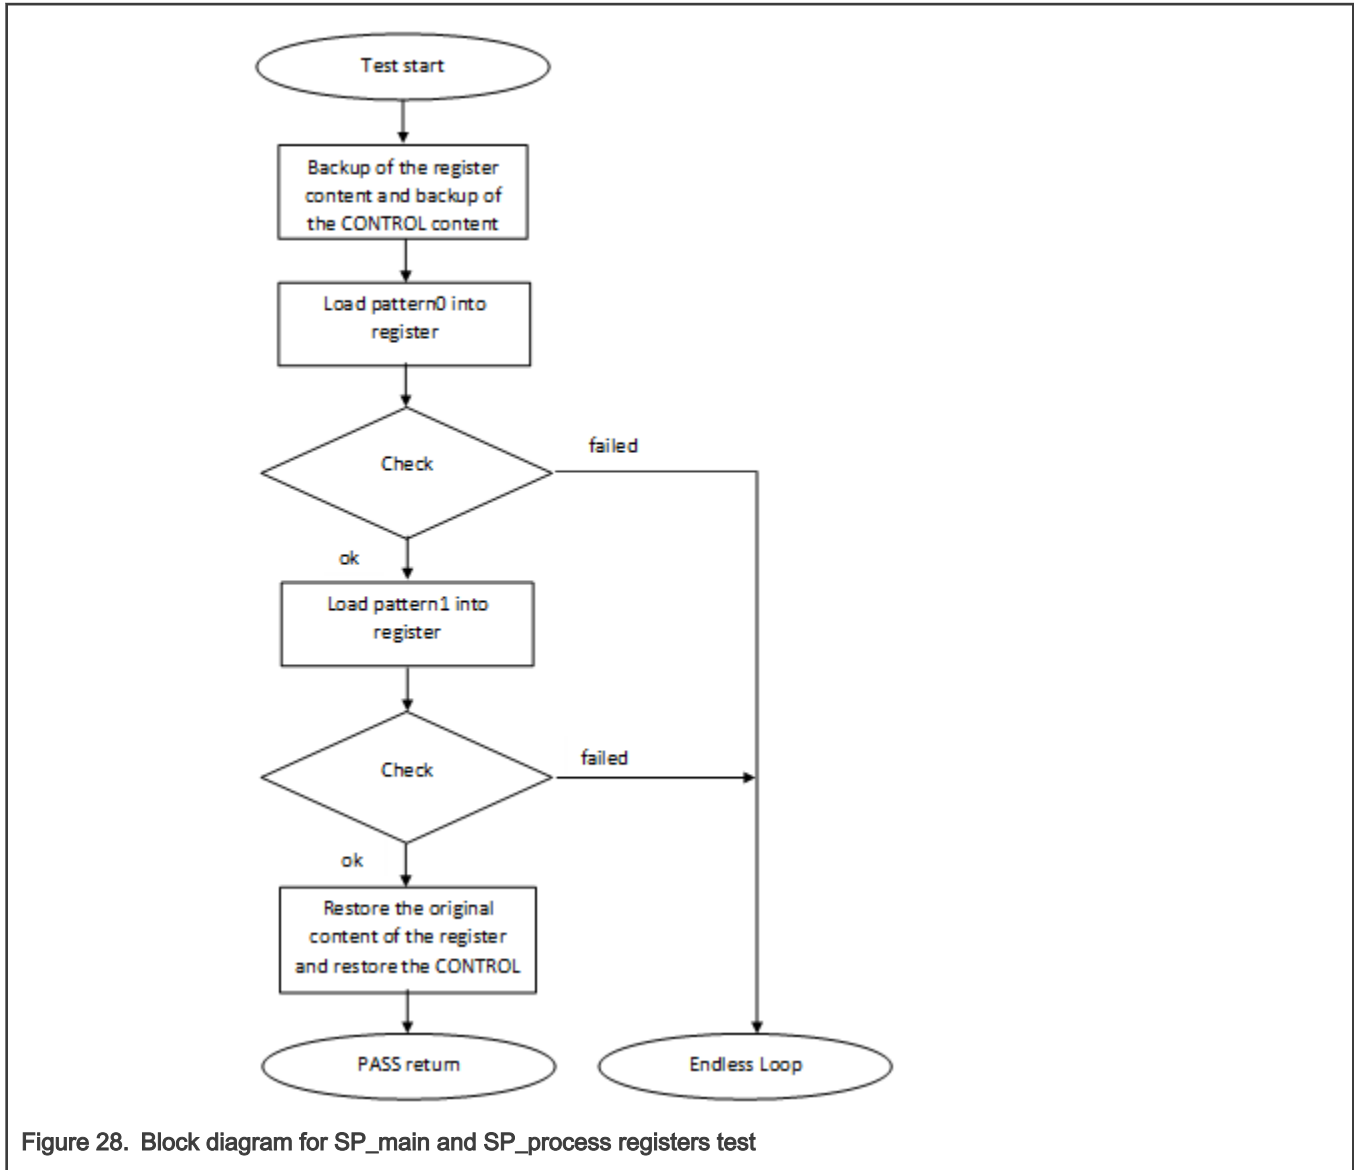 Test start
Backup of the register
content and backup of
the CONTROL content
Load pattern0 into
register
Check
failed
ok
Load pattern1 into
register
Check
failed
ok
Restore the original
content of the register
and restore the CONTROL
PASS return
Endless Loop
Figure 28. Block diagram for SP_main and SP_process registers test